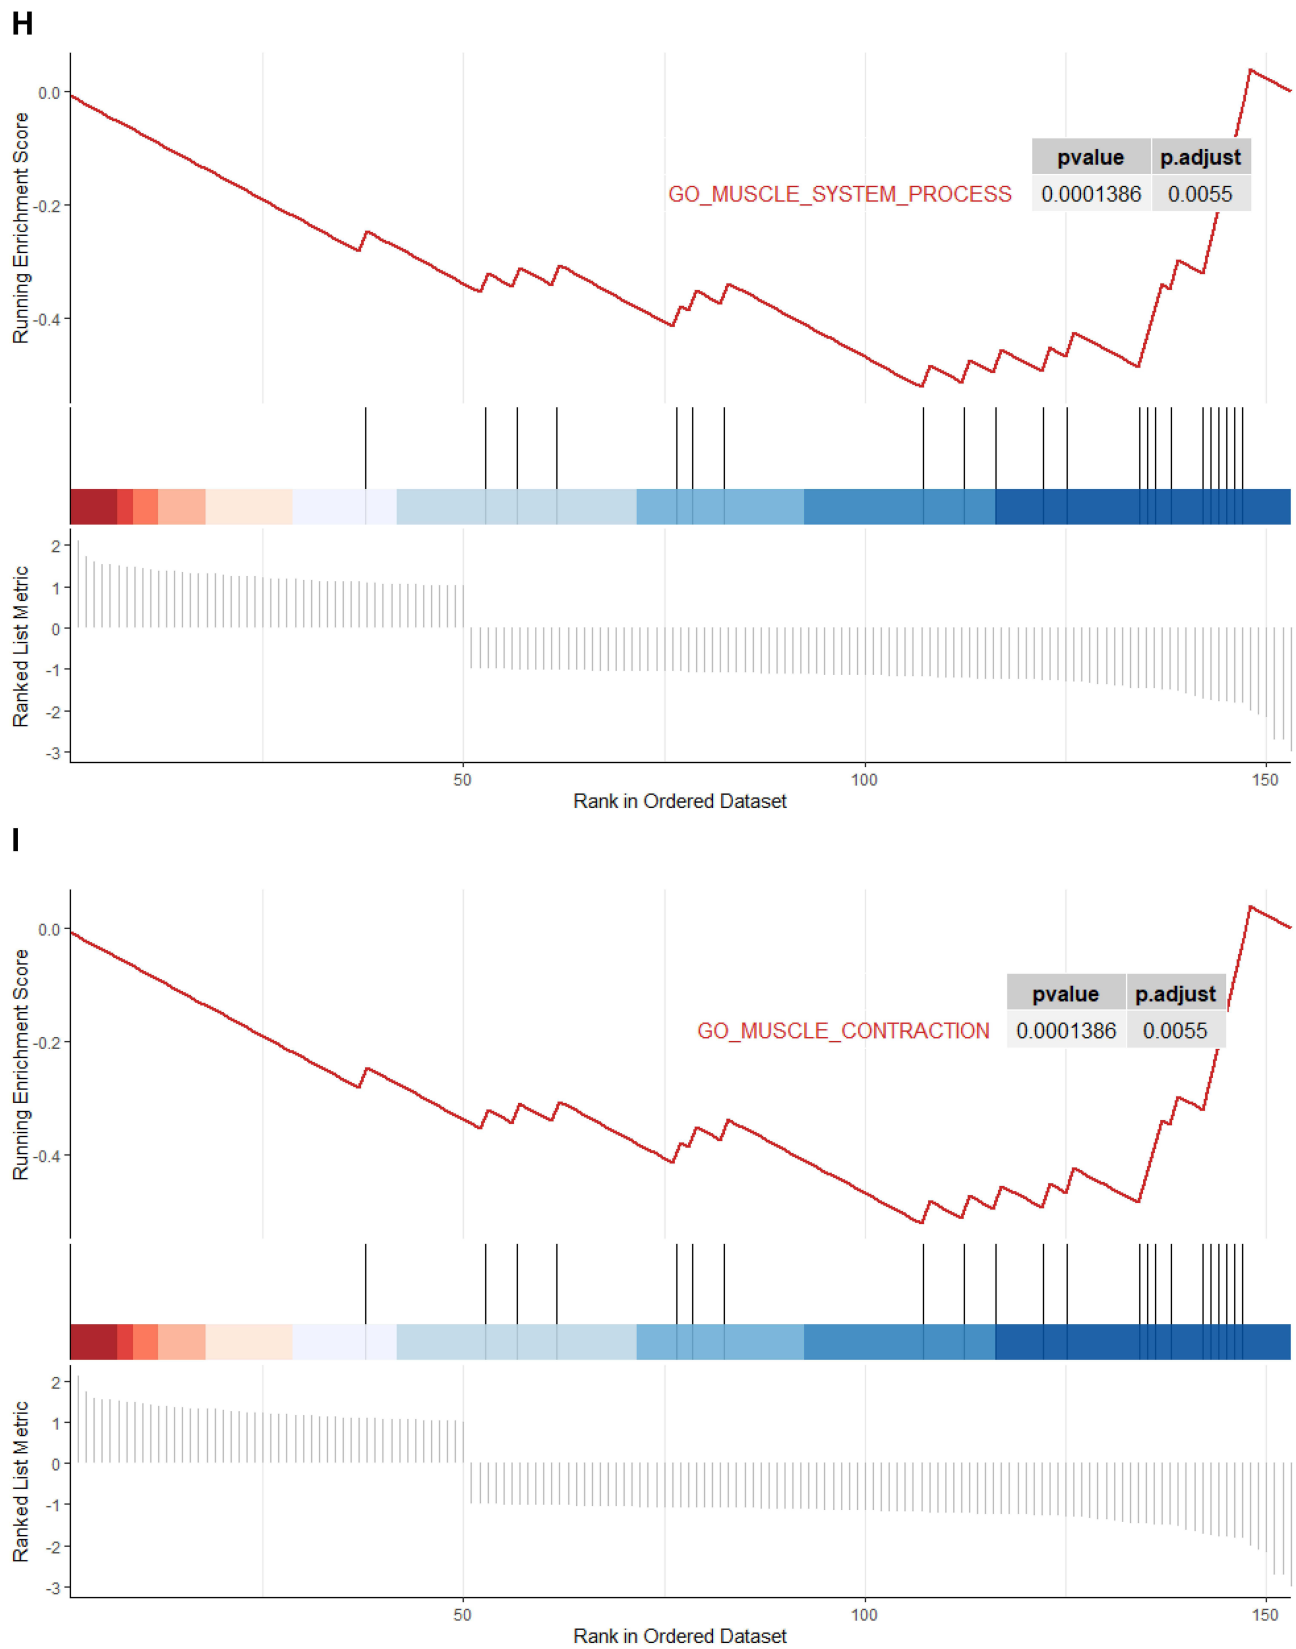 H
Running Enrichment Score
0.0
-0.2
-0.4
pvalue p.adjust
GO_MUSCLE_SYSTEM_PROCESS 0.0001386 0.0055
Ranked List Metric
2
1
0
-1
-2
-3
50 100 150
Rank in Ordered Dataset
I
Running Enrichment Score
0.0
-0.2
-0.4
pvalue p.adjust
GO_MUSCLE_CONTRACTION 0.0001386 0.0055
Ranked List Metric
2
1
0
-1
-2
-3
50 100 150
Rank in Ordered Dataset